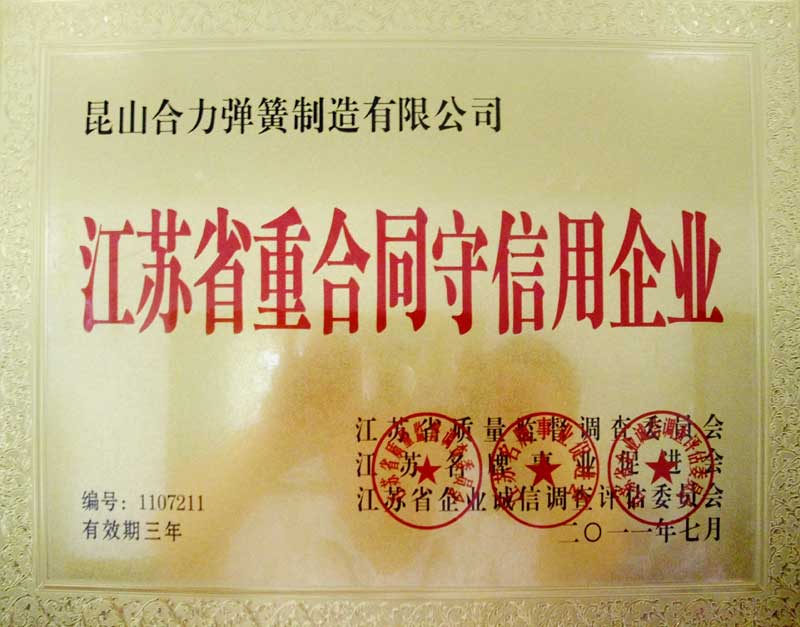 昆山合力弹簧制造有限公司
江苏省重合同守信用企业
江苏省质量监督调查委员会
江苏名牌事业促进会
江苏省企业诚信调查评估委员会
编号:1107211
有效期三年
二〇一一年七月